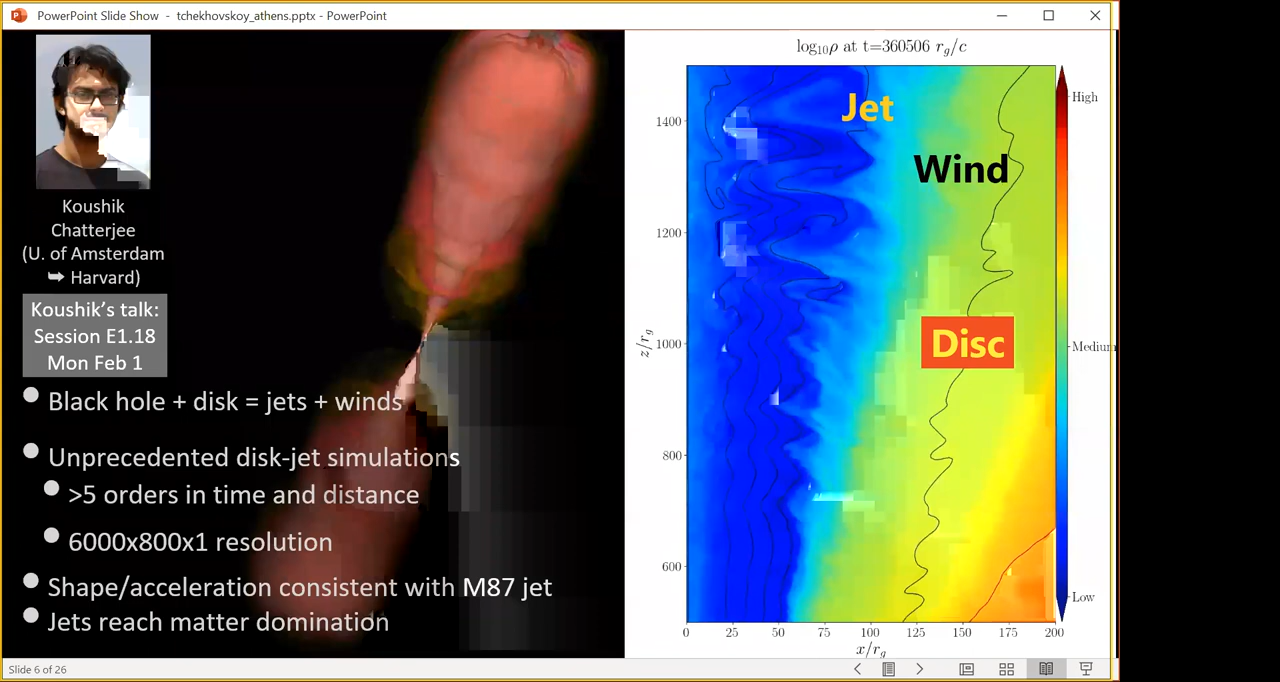 PowerPoint Slide Show - tchekhovskoy_athens.pptx - PowerPoint
Koushik
Chatterjee
(U. of Amsterdam
➥ Harvard)
Koushik's talk:
Session E1.18
Mon Feb 1
Black hole + disk = jets + winds
Unprecedented disk-jet simulations
>5 orders in time and distance
6000x800x1 resolution
Shape/acceleration consistent with M87 jet
Jets reach matter domination
log₁₀ρ at t=360506 r_g/c
Jet
Wind
Disc
High
Medium
Low
z/r_g
1400
1200
1000
800
600
0 25 50 75 100 125 150 175 200
x/r_g
Slide 6 of 26